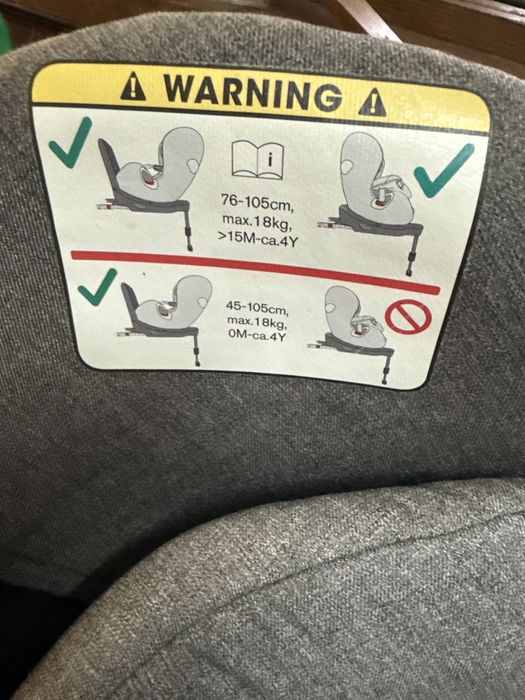 WARNING
i
76-105cm,
max.18kg,
>15M-ca.4Y
45-105cm,
max.18kg,
0M-ca.4Y